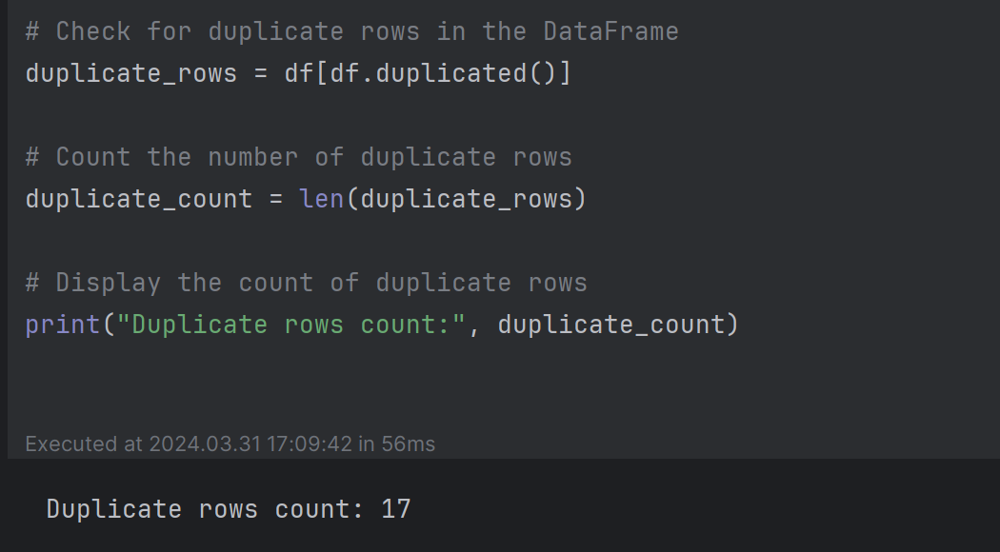 # Check for duplicate rows in the DataFrame
duplicate_rows = df[df.duplicated()]
# Count the number of duplicate rows
duplicate_count = len(duplicate_rows)
# Display the count of duplicate rows
print("Duplicate rows count:", duplicate_count)
Executed at 2024.03.31 17:09:42 in 56ms
Duplicate rows count: 17